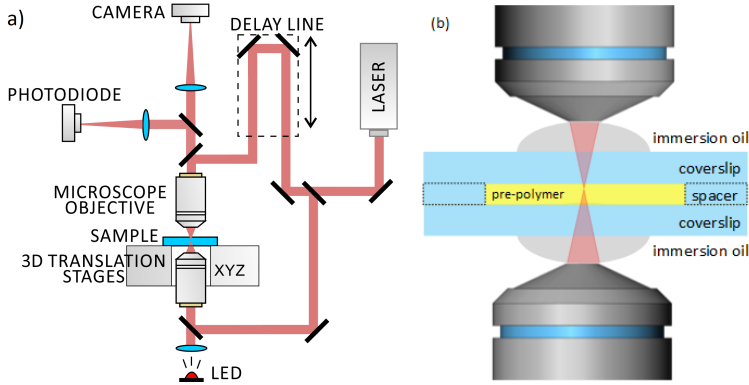 a)
CAMERA
DELAY LINE
LASER
PHOTODIODE
MICROSCOPE
OBJECTIVE
SAMPLE
3D TRANSLATION
STAGES
XYZ
LED
(b)
immersion oil
coverslip
pre-polymer
spacer
coverslip
immersion oil